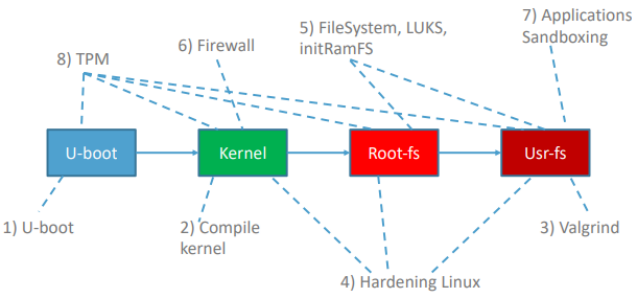 7) Applications
Sandboxing
5) FileSystem, LUKS,
initRamFS
6) Firewall
8) TPM
U-boot
Kernel
Root-fs
Usr-fs
1) U-boot
2) Compile
kernel
3) Valgrind
4) Hardening Linux